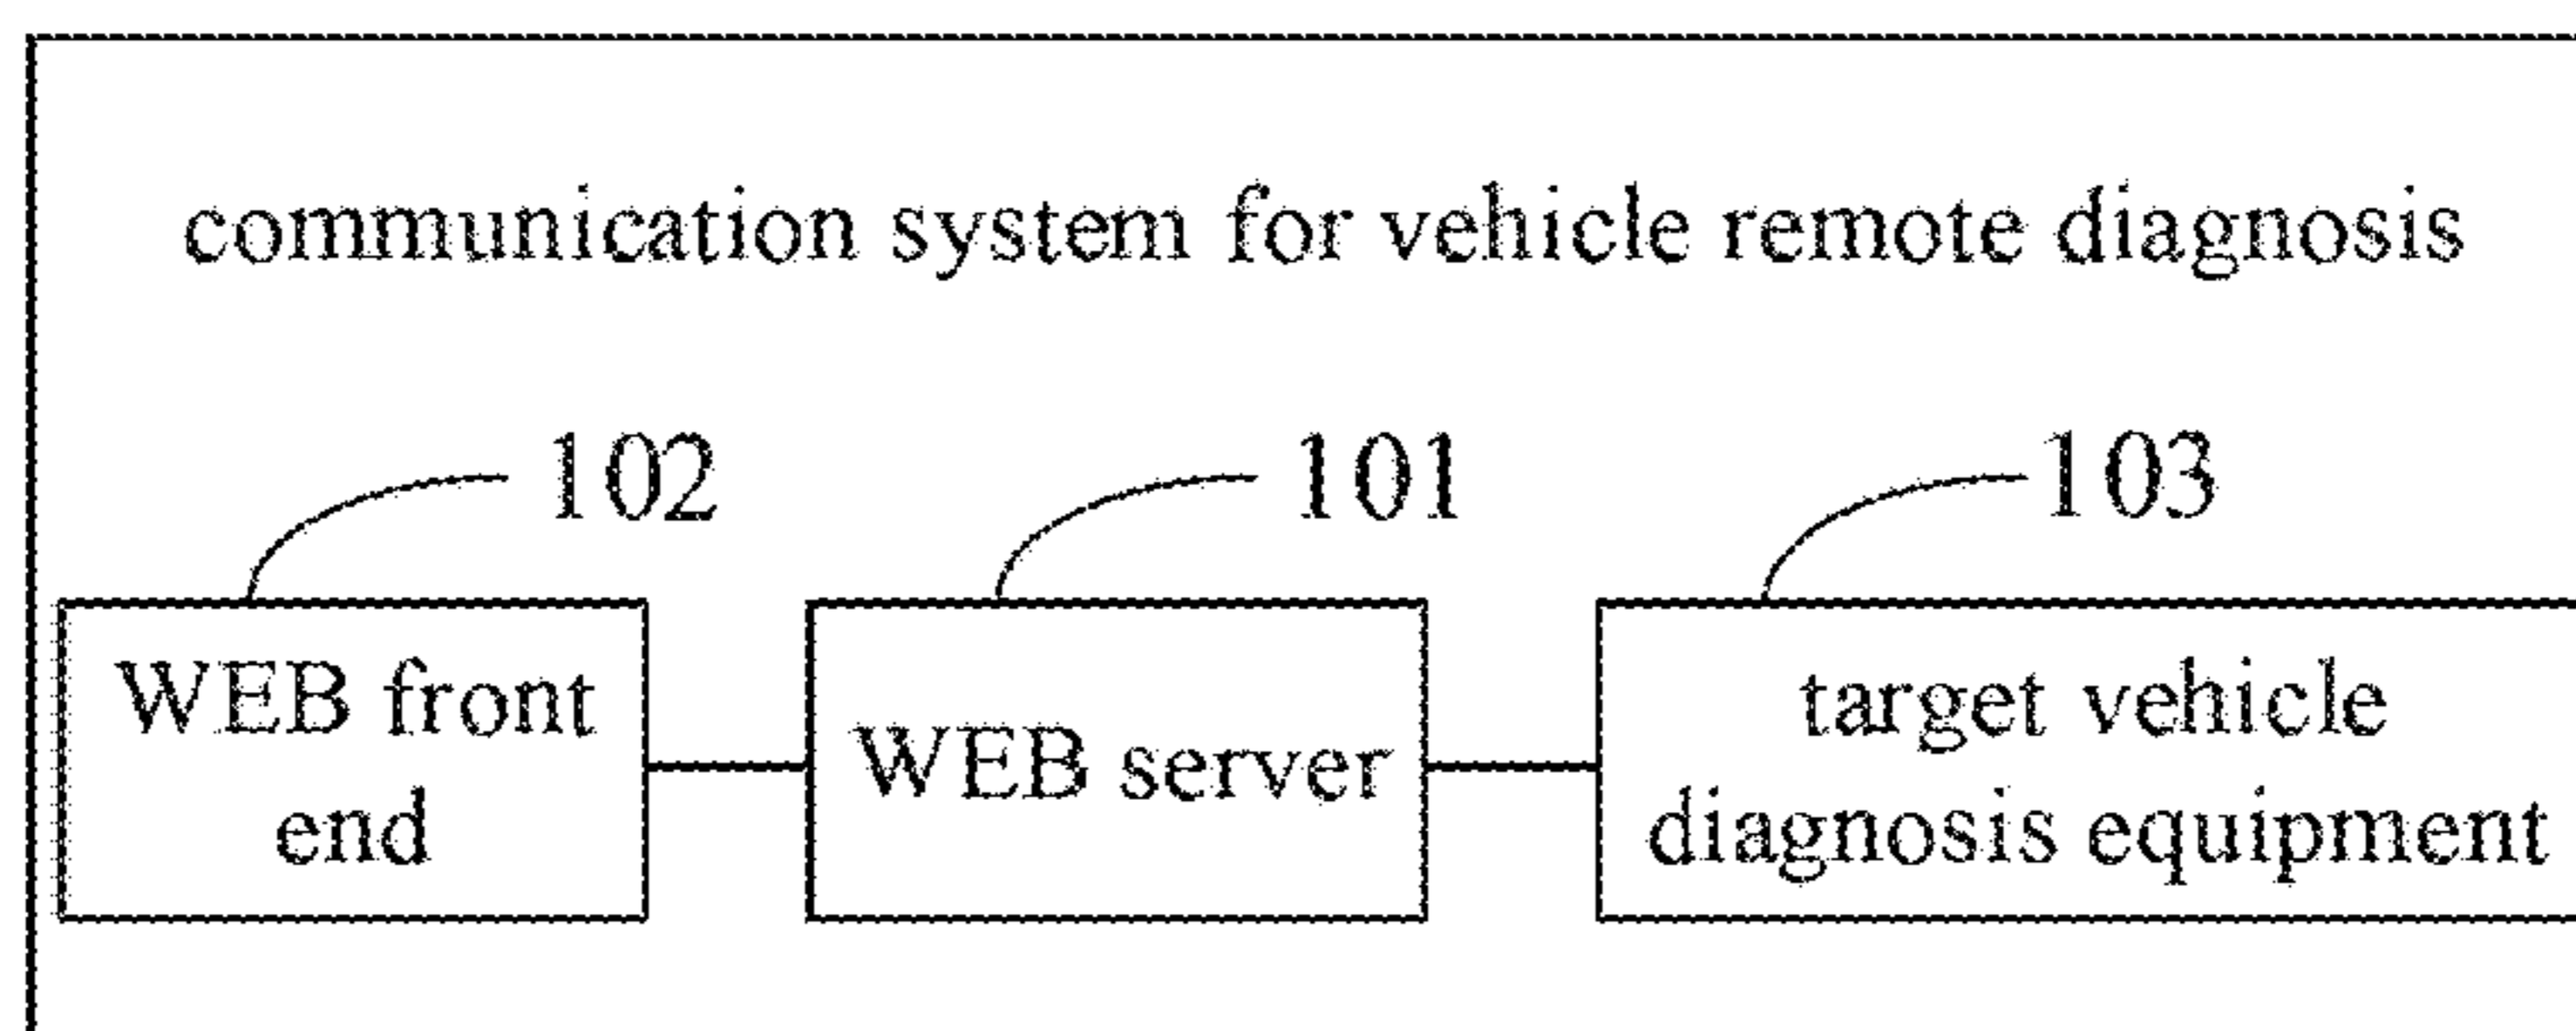 communication system for vehicle remote diagnosis
102
101
103
WEB front
end
WEB server
target vehicle
diagnosis equipment